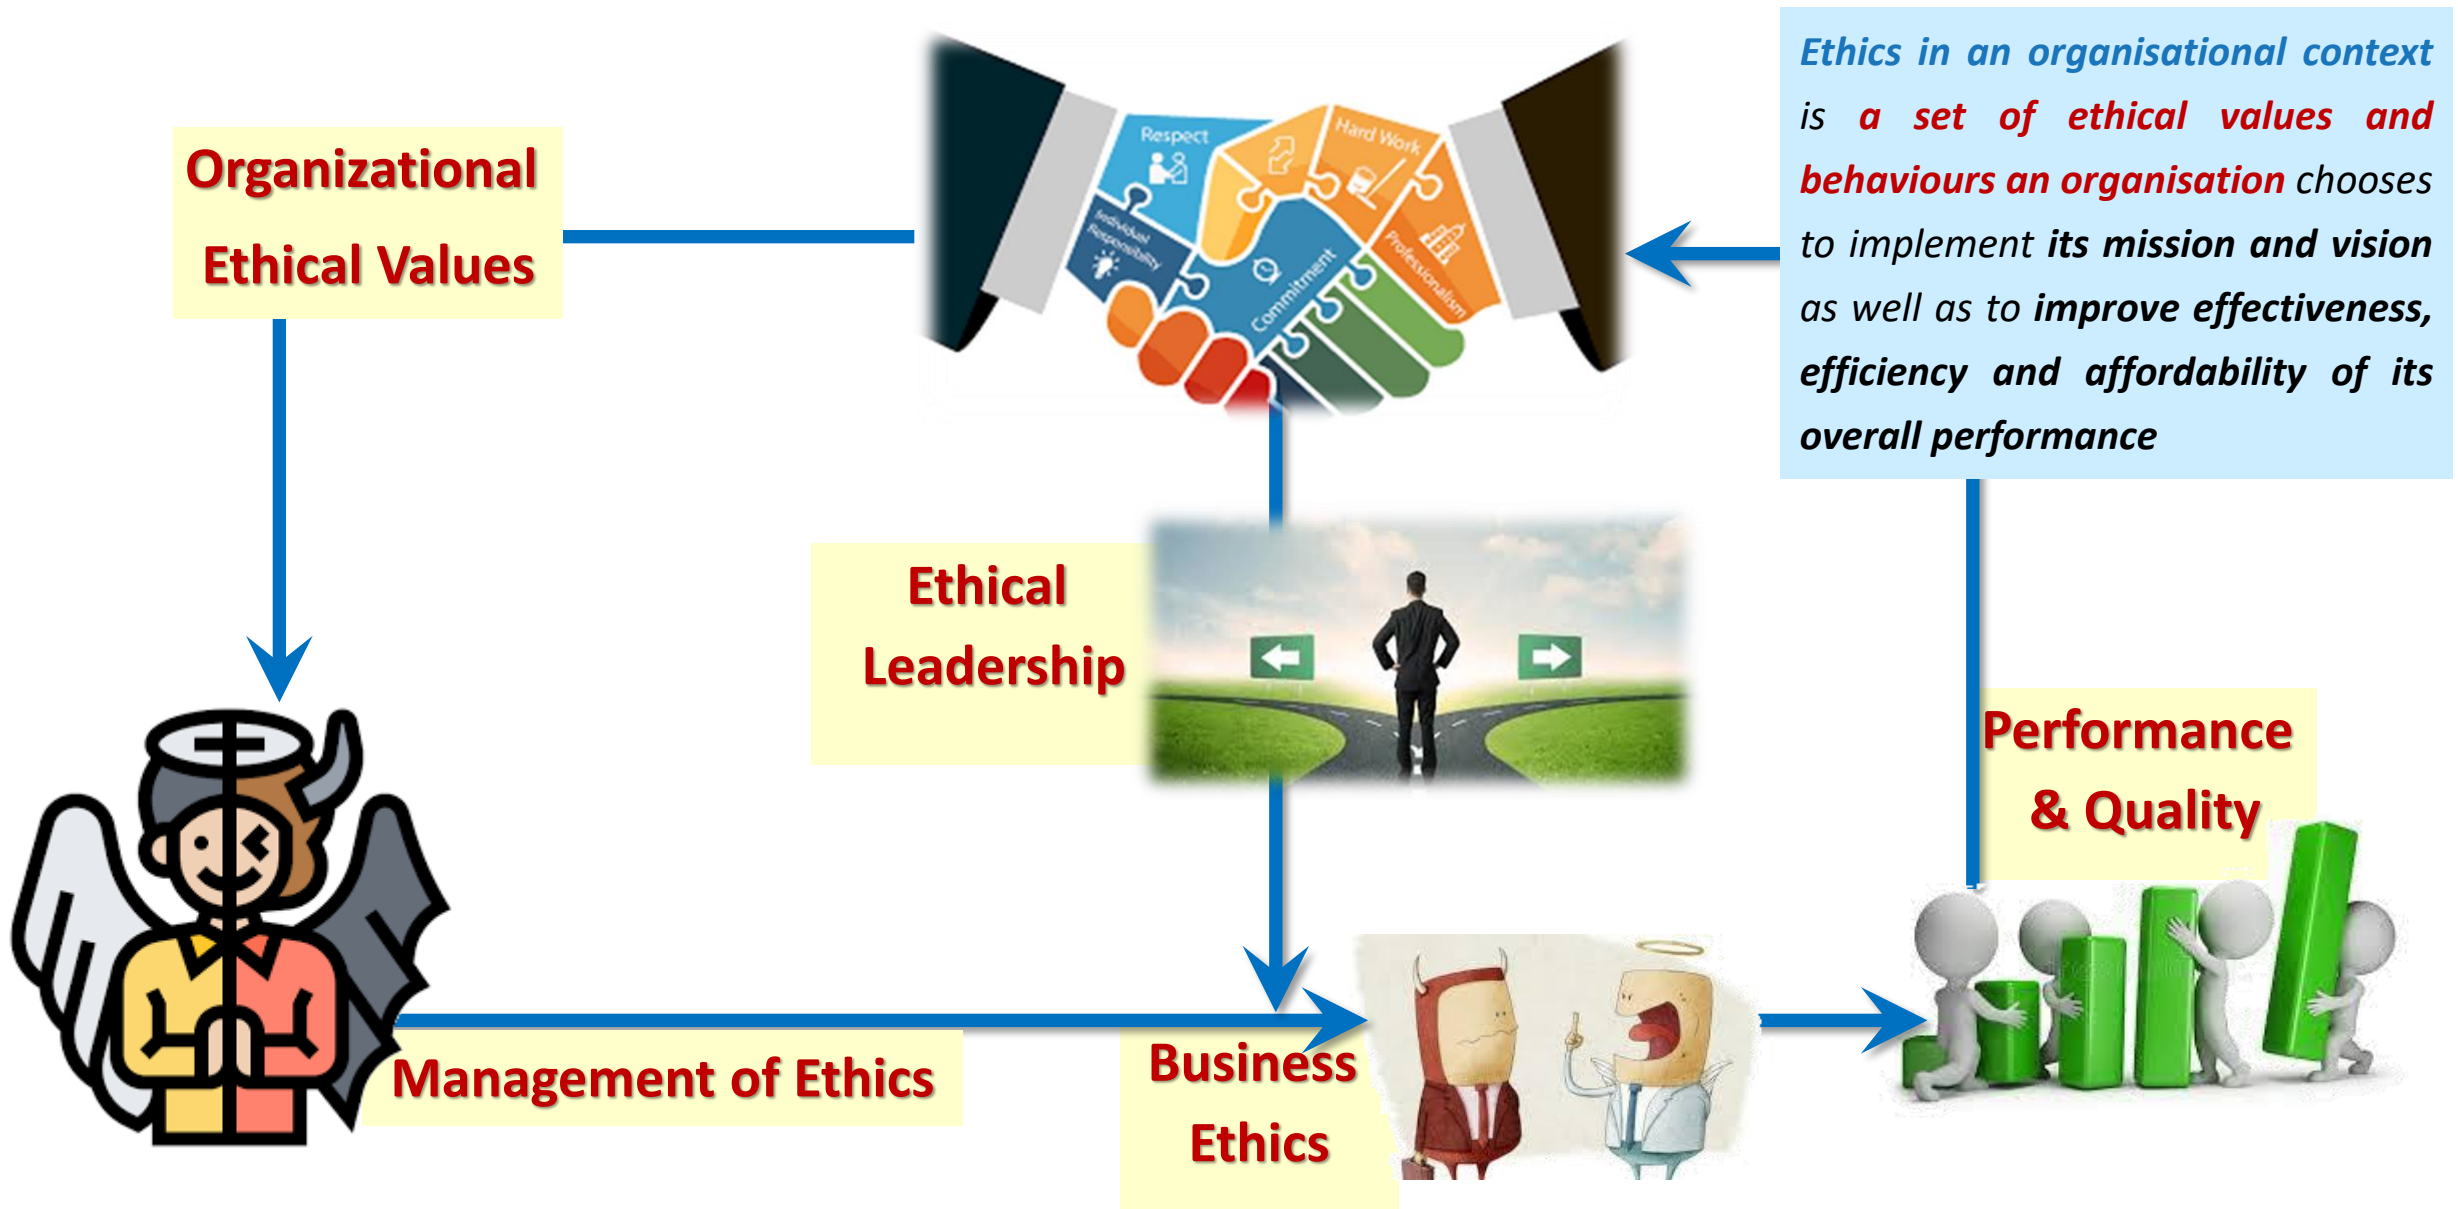 Organizational
Ethical Values
Respect
Hard Work
Individual
Responsibility
Commitment
Professionalism
Ethics in an organisational context
is a set of ethical values and
behaviours an organisation chooses
to implement its mission and vision
as well as to improve effectiveness,
efficiency and affordability of its
overall performance
Ethical
Leadership
Performance
& Quality
Management of Ethics
Business
Ethics